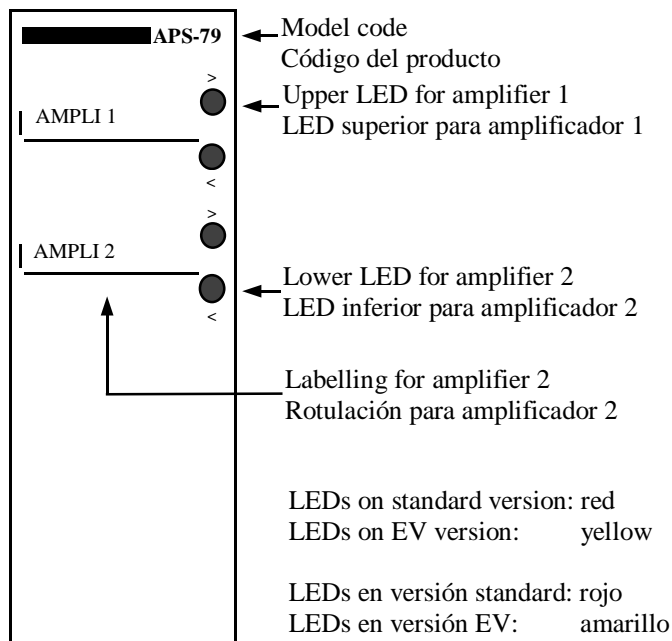 APS-79
Model code
Código del producto
>
Upper LED for amplifier 1
LED superior para amplificador 1
AMPLI 1
<
>
AMPLI 2
Lower LED for amplifier 2
LED inferior para amplificador 2
<
Labelling for amplifier 2
Rotulación para amplificador 2
LEDs on standard version: red
LEDs on EV version: yellow
LEDs en versión standard: rojo
LEDs en versión EV: amarillo